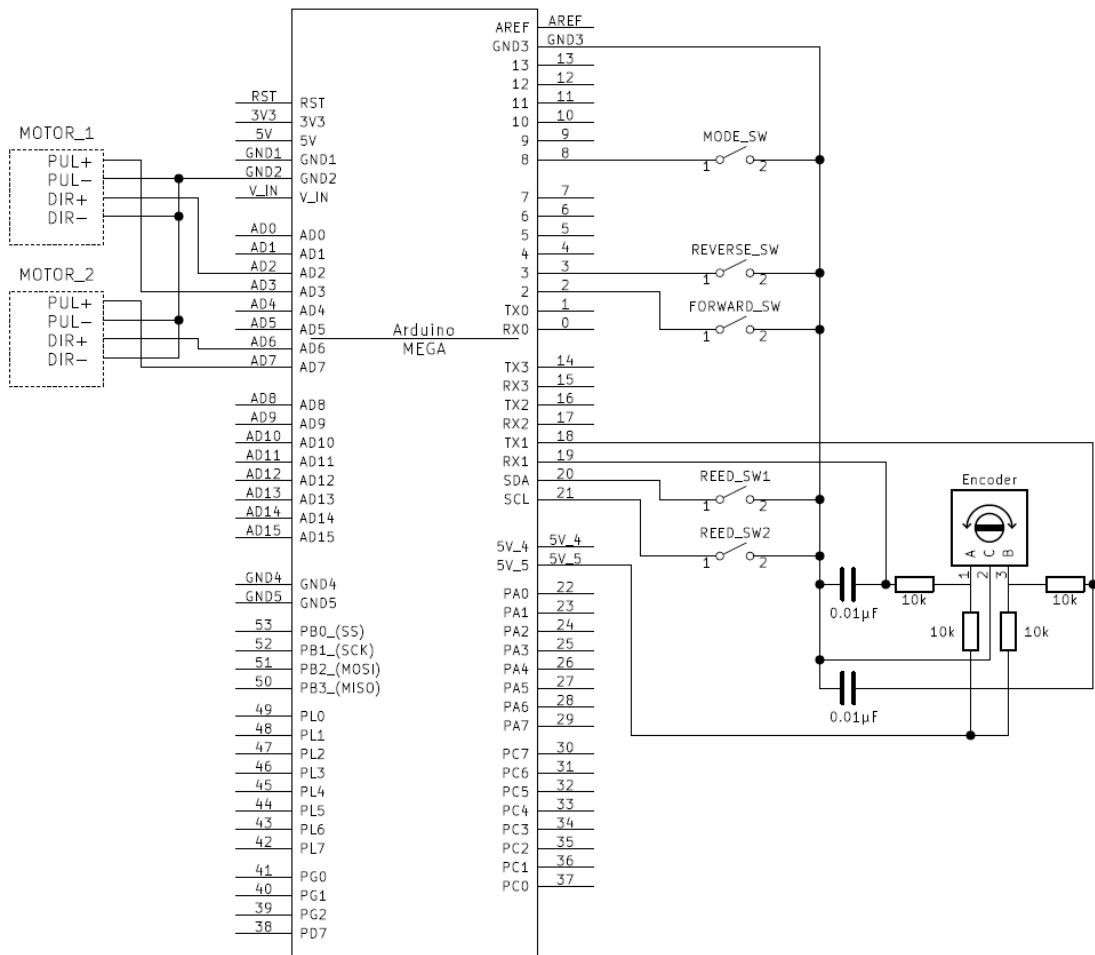 MOTOR_1
PUL+
PUL-
DIR+
DIR-
MOTOR_2
PUL+
PUL-
DIR+
DIR-
RST RST
3V3 3V3
5V 5V
GND1 GND1
GND2 GND2
V_IN V_IN
AD0 AD0
AD1 AD1
AD2 AD2
AD3 AD3
AD4 AD4
AD5 AD5
AD6 AD6
AD7 AD7
AD8 AD8
AD9 AD9
AD10 AD10
AD11 AD11
AD12 AD12
AD13 AD13
AD14 AD14
AD15 AD15
GND4 GND4
GND5 GND5
53 PB0_(SS)
52 PB1_(SCK)
51 PB2_(MOSI)
50 PB3_(MISO)
49 PL0
48 PL1
47 PL2
46 PL3
45 PL4
44 PL5
43 PL6
42 PL7
41 PG0
40 PG1
39 PG2
38 PD7
Arduino
MEGA
AREF AREF
GND3 GND3
13 13
12 12
11 11
10 10
9 9
8 8
7 7
6 6
5 5
4 4
3 3
2 2
TX0 1
RX0 0
TX3 14
RX3 15
TX2 16
RX2 17
TX1 18
RX1 19
SDA 20
SCL 21
5V_4 5V_4
5V_5 5V_5
PA0 22
PA1 23
PA2 24
PA3 25
PA4 26
PA5 27
PA6 28
PA7 29
PC7 30
PC6 31
PC5 32
PC4 33
PC3 34
PC2 35
PC1 36
PC0 37
MODE_SW
1 2
REVERSE_SW
1 2
FORWARD_SW
1 2
REED_SW1
1 2
REED_SW2
1 2
Encoder
A C B
1 2 3
0.01µF
10k
10k
10k
10k
0.01µF